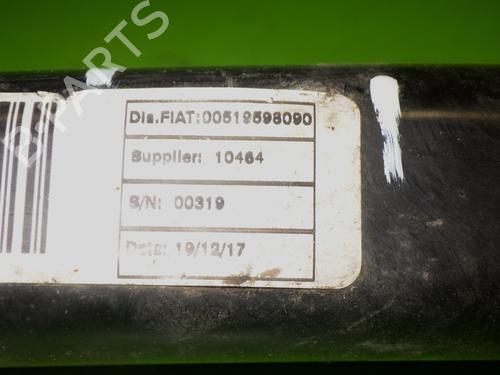 B-PARTS
Dis.FIAT:00519598090
Supplier: 10464
S/N: 00319
Data: 19/12/17